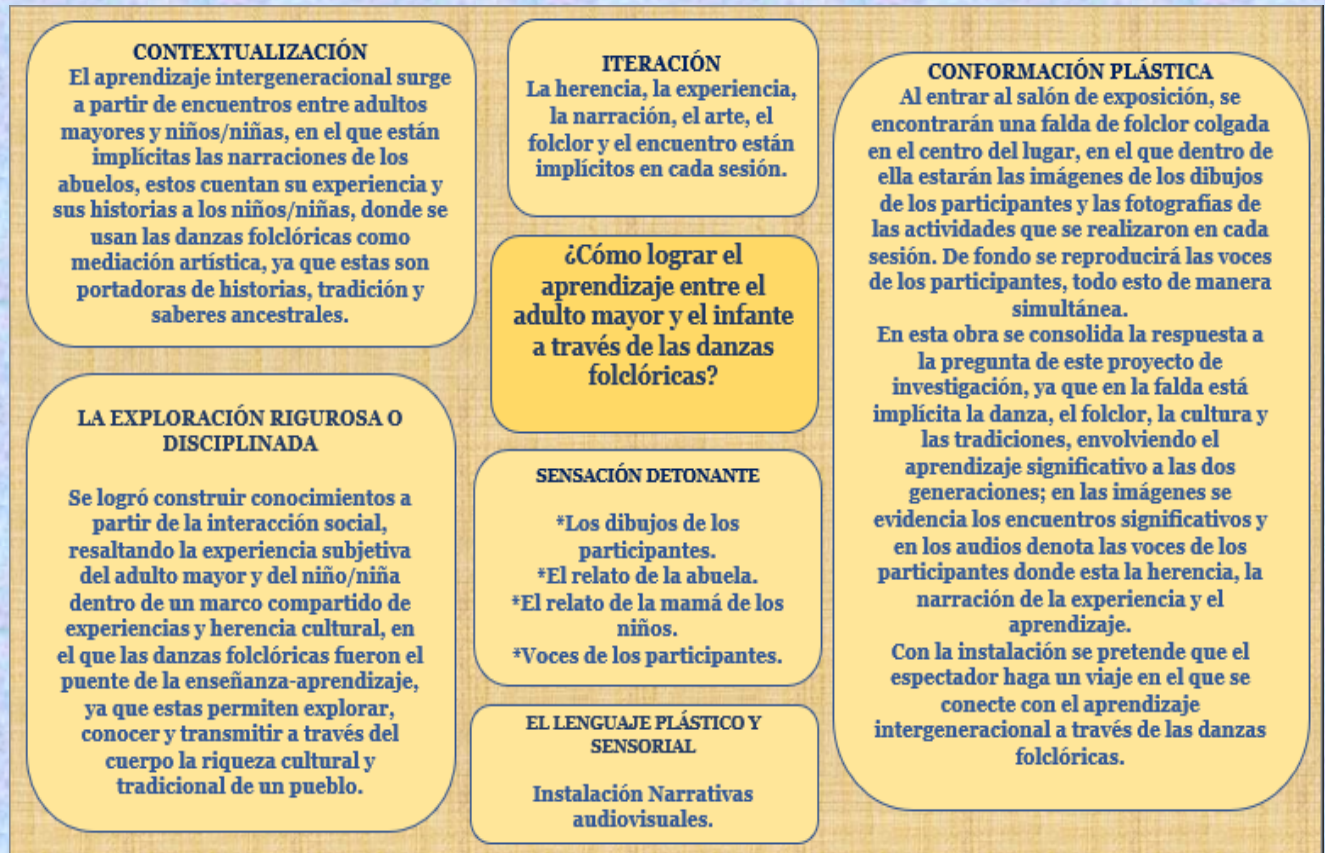 CONTEXTUALIZACIÓN
El aprendizaje intergeneracional surge
a partir de encuentros entre adultos
mayores y niños/niñas, en el que están
implícitas las narraciones de los
abuelos, estos cuentan su experiencia y
sus historias a los niños/niñas, donde se
usan las danzas folclóricas como
mediación artística, ya que estas son
portadoras de historias, tradición y
saberes ancestrales.
LA EXPLORACIÓN RIGUROSA O
DISCIPLINADA
Se logró construir conocimientos a
partir de la interacción social,
resaltando la experiencia subjetiva
del adulto mayor y del niño/niña
dentro de un marco compartido de
experiencias y herencia cultural, en
el que las danzas folclóricas fueron el
puente de la enseñanza-aprendizaje,
ya que estas permiten explorar,
conocer y transmitir a través del
cuerpo la riqueza cultural y
tradicional de un pueblo.
ITERACIÓN
La herencia, la experiencia,
la narración, el arte, el
folclor y el encuentro están
implícitos en cada sesión.
¿Cómo lograr el
aprendizaje entre el
adulto mayor y el infante
a través de las danzas
folclóricas?
SENSACIÓN DETONANTE
*Los dibujos de los
participantes.
*El relato de la abuela.
*El relato de la mamá de los
niños.
*Voces de los participantes.
EL LENGUAJE PLÁSTICO Y
SENSORIAL
Instalación Narrativas
audiovisuales.
CONFORMACIÓN PLÁSTICA
Al entrar al salón de exposición, se
encontrarán una falda de folclor colgada
en el centro del lugar, en el que dentro de
ella estarán las imágenes de los dibujos
de los participantes y las fotografías de
las actividades que se realizaron en cada
sesión. De fondo se reproducirá las voces
de los participantes, todo esto de manera
simultánea.
En esta obra se consolida la respuesta a
la pregunta de este proyecto de
investigación, ya que en la falda está
implícita la danza, el folclor, la cultura y
las tradiciones, envolviendo el
aprendizaje significativo a las dos
generaciones; en las imágenes se
evidencia los encuentros significativos y
en los audios denota las voces de los
participantes donde esta la herencia, la
narración de la experiencia y el
aprendizaje.
Con la instalación se pretende que el
espectador haga un viaje en el que se
conecte con el aprendizaje
intergeneracional a través de las danzas
folclóricas.